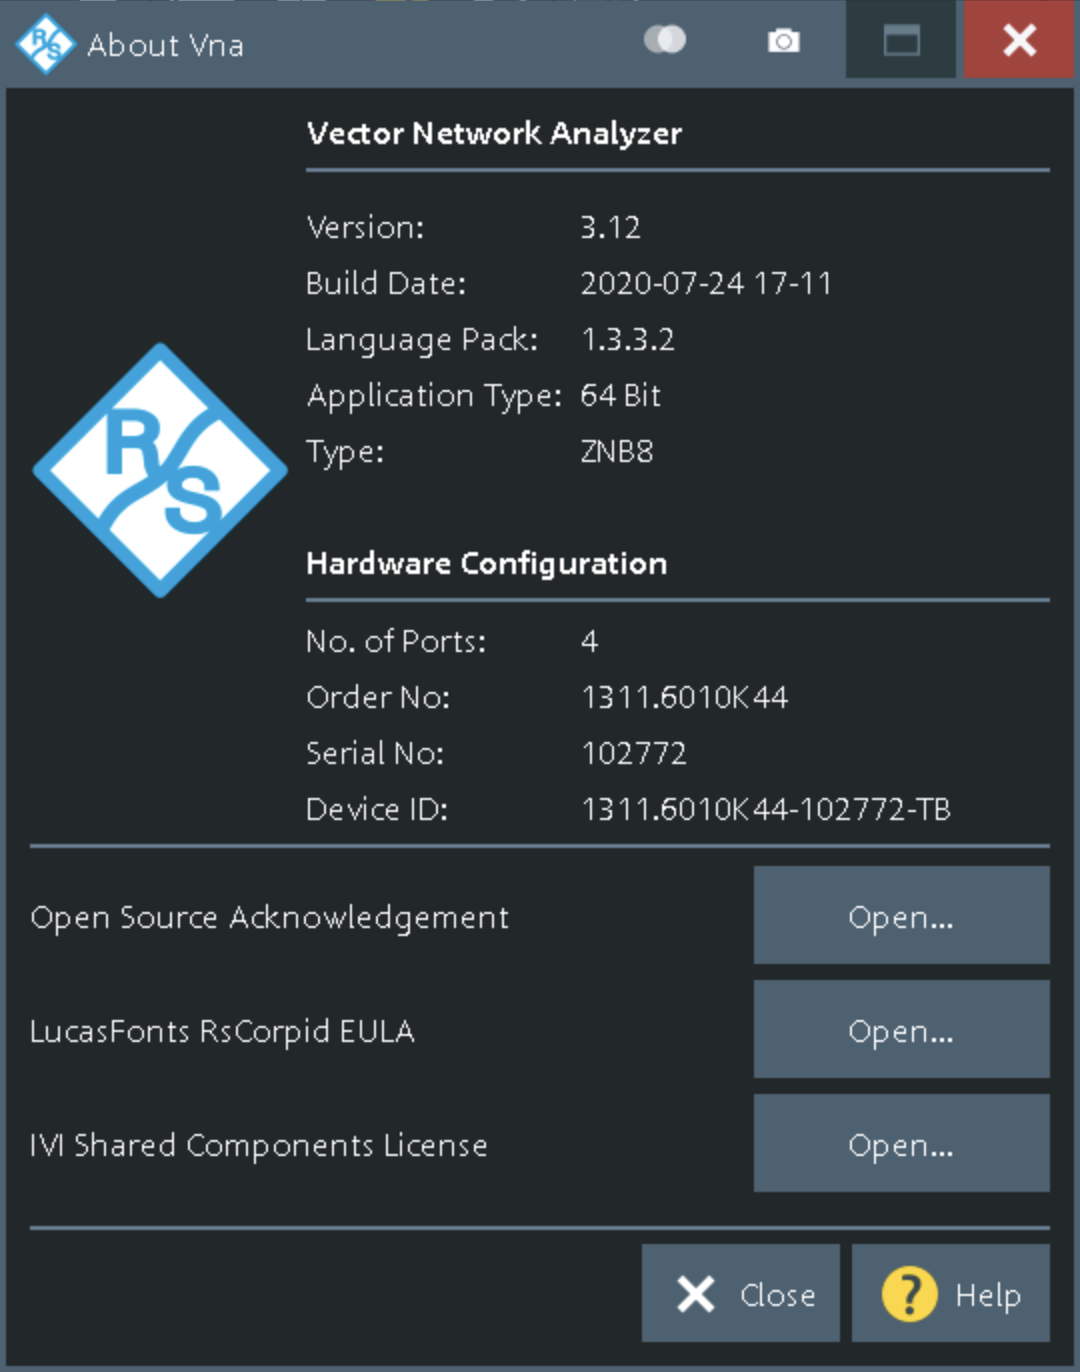 R S About Vna
Vector Network Analyzer
Version: 3.12
Build Date: 2020-07-24 17-11
Language Pack: 1.3.3.2
Application Type: 64 Bit
Type: ZNB8
R S
Hardware Configuration
No. of Ports: 4
Order No: 1311.6010K44
Serial No: 102772
Device ID: 1311.6010K44-102772-TB
Open Source Acknowledgement Open...
LucasFonts RsCorpid EULA Open...
IVI Shared Components License Open...
Close ? Help